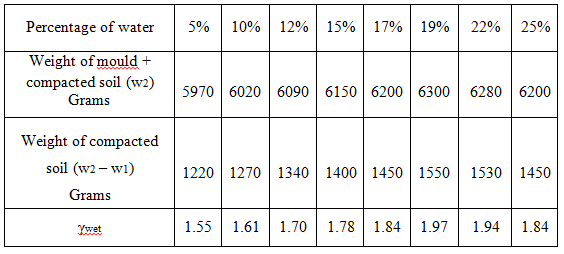 Percentage of water 5% 10% 12% 15% 17% 19% 22% 25%
Weight of mould +
compacted soil (w2)
Grams
5970 6020 6090 6150 6200 6300 6280 6200
Weight of compacted
soil (w2 – w1)
Grams
1220 1270 1340 1400 1450 1550 1530 1450
γwet 1.55 1.61 1.70 1.78 1.84 1.97 1.94 1.84